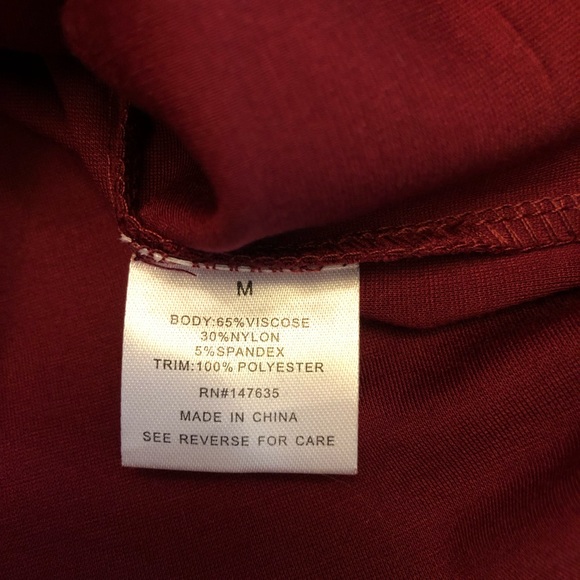 M
BODY:65%VISCOSE
30%NYLON
5%SPANDEX
TRIM:100% POLYESTER
RN#147635
MADE IN CHINA
SEE REVERSE FOR CARE